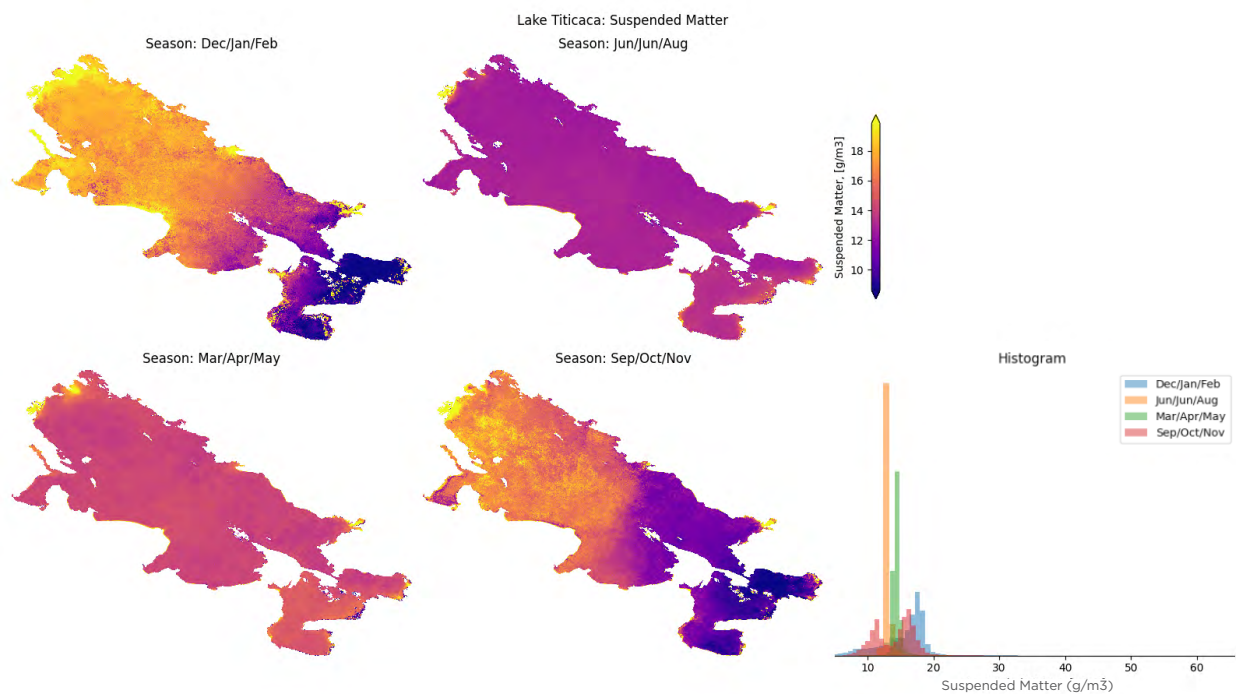 Lake Titicaca: Suspended Matter
Season: Dec/Jan/Feb
Season: Jun/Jun/Aug
18
16
14
12
10
Suspended Matter, [g/m3]
Season: Mar/Apr/May
Season: Sep/Oct/Nov
Histogram
Dec/Jan/Feb
Jun/Jun/Aug
Mar/Apr/May
Sep/Oct/Nov
10 20 30 40 50 60
Suspended Matter (g/m3)